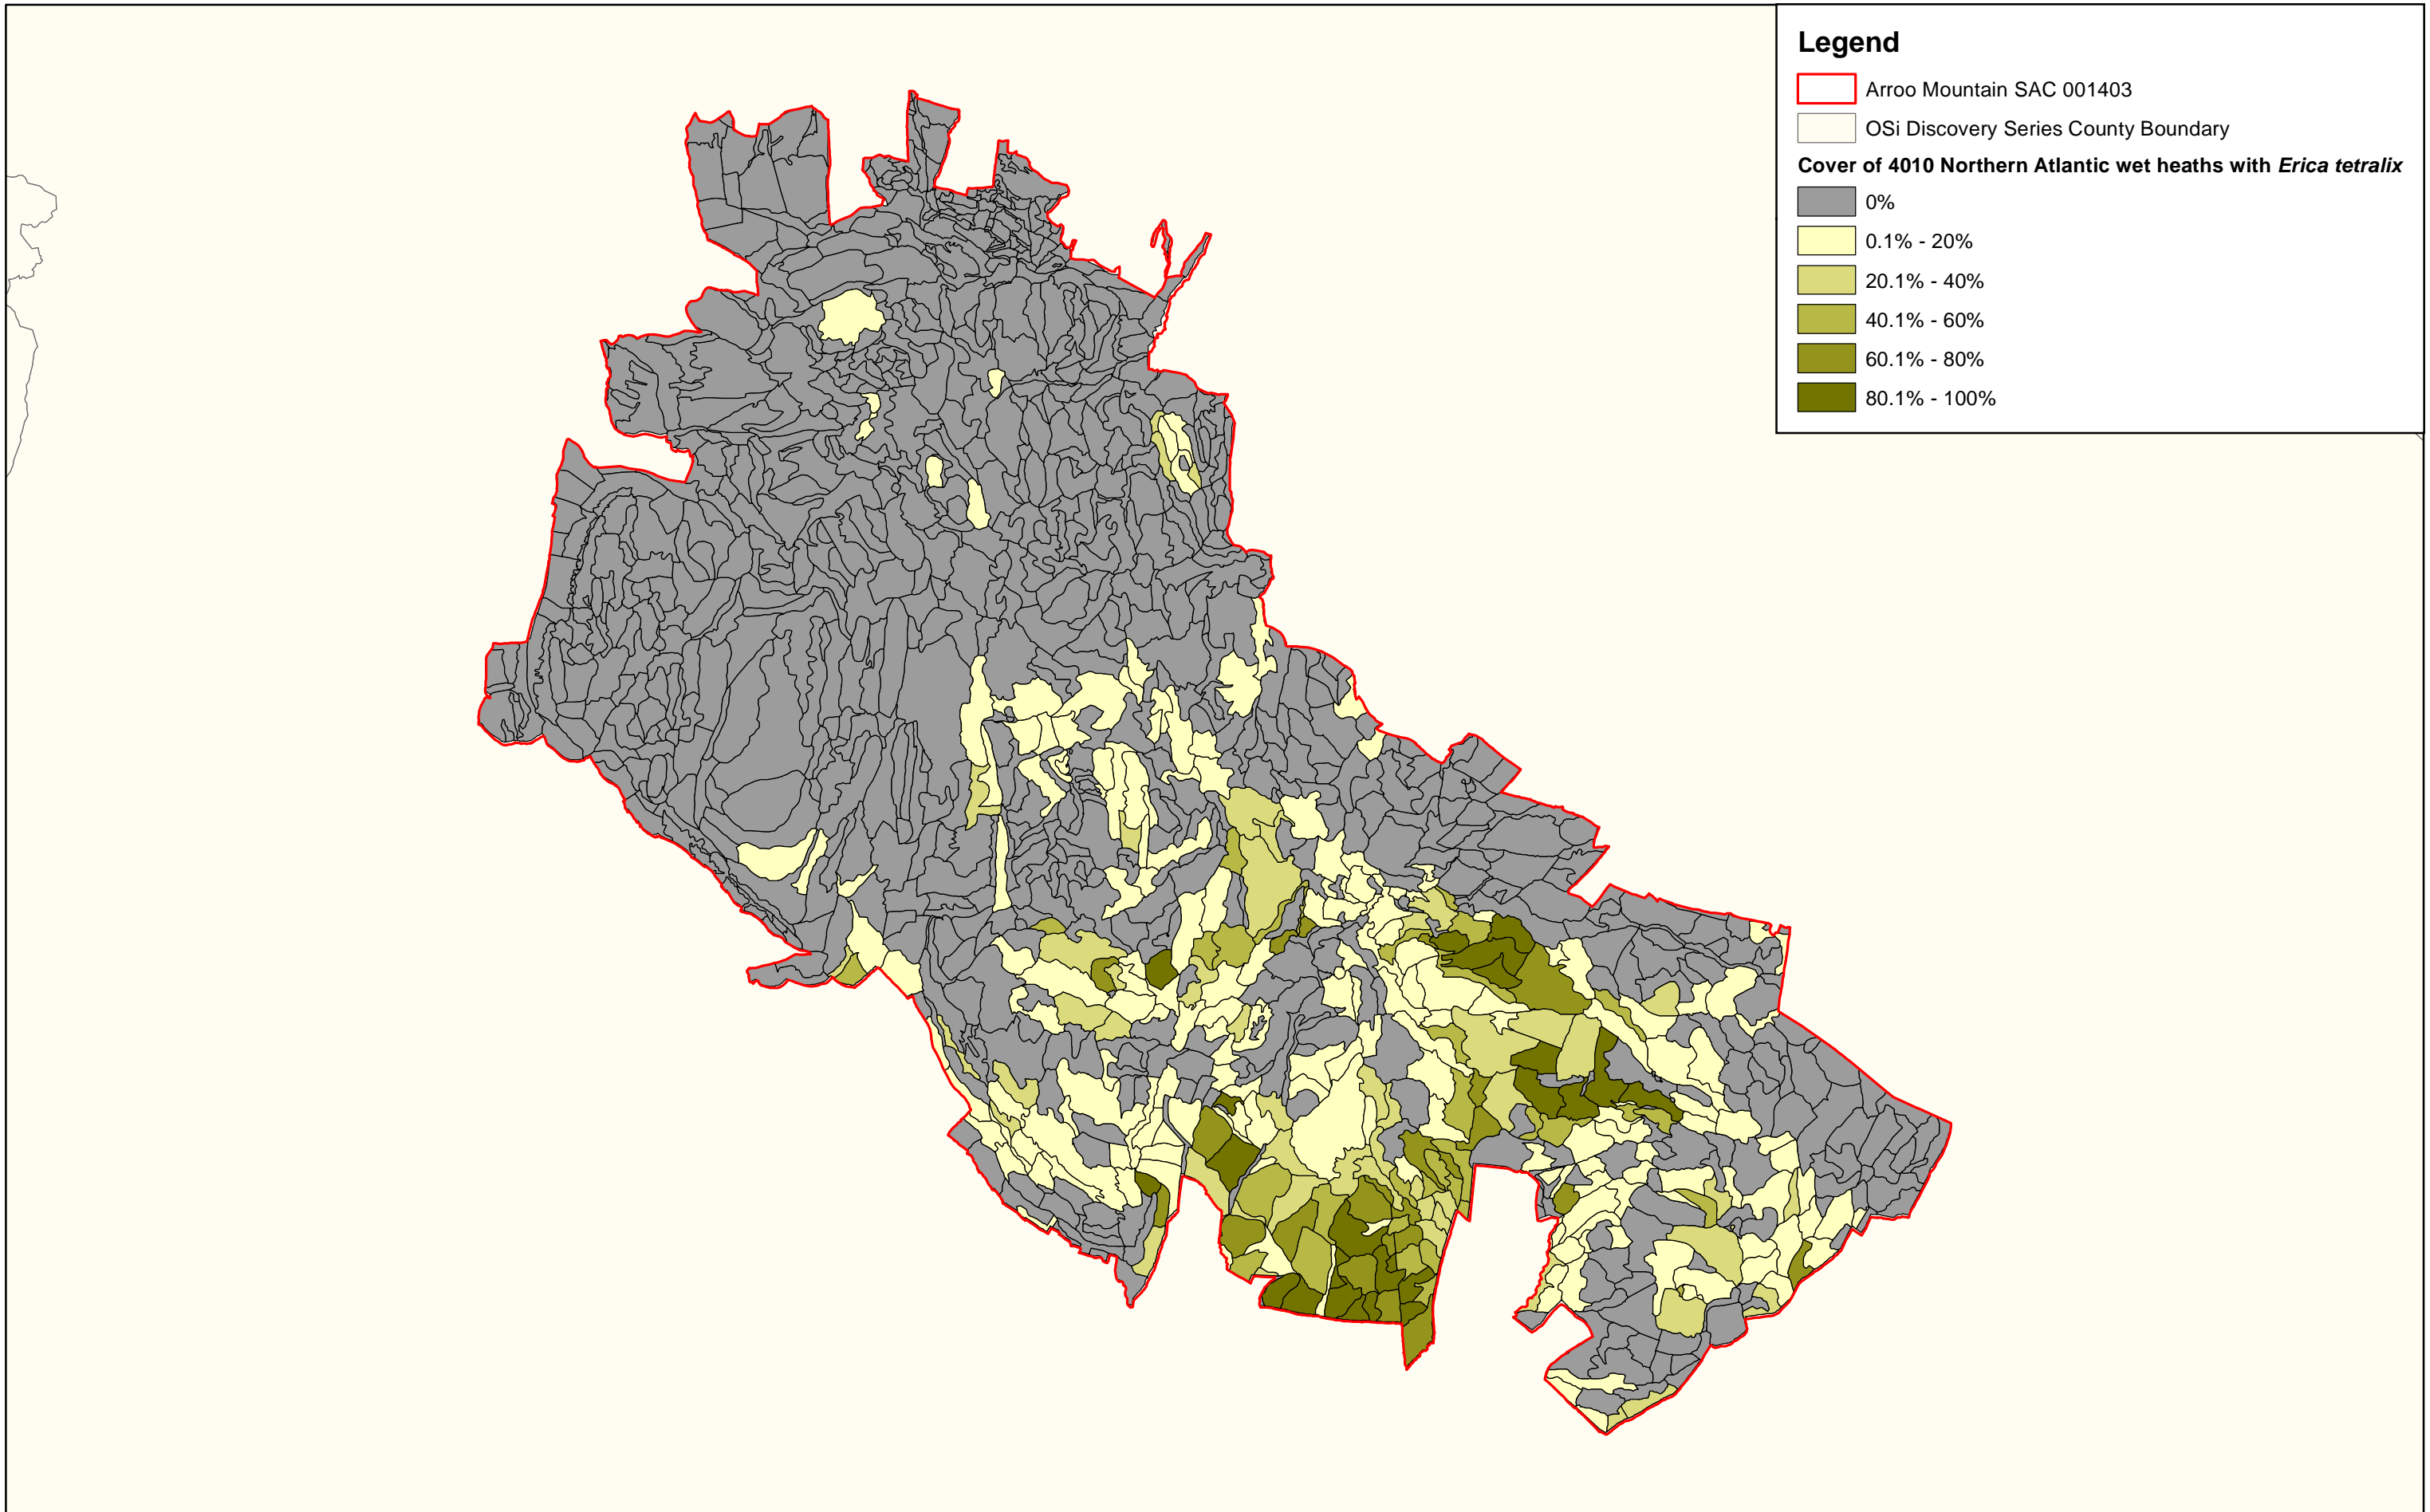 Legend
Arroo Mountain SAC 001403
OSi Discovery Series County Boundary
Cover of 4010 Northern Atlantic wet heaths with Erica tetralix
0%
0.1% - 20%
20.1% - 40%
40.1% - 60%
60.1% - 80%
80.1% - 100%